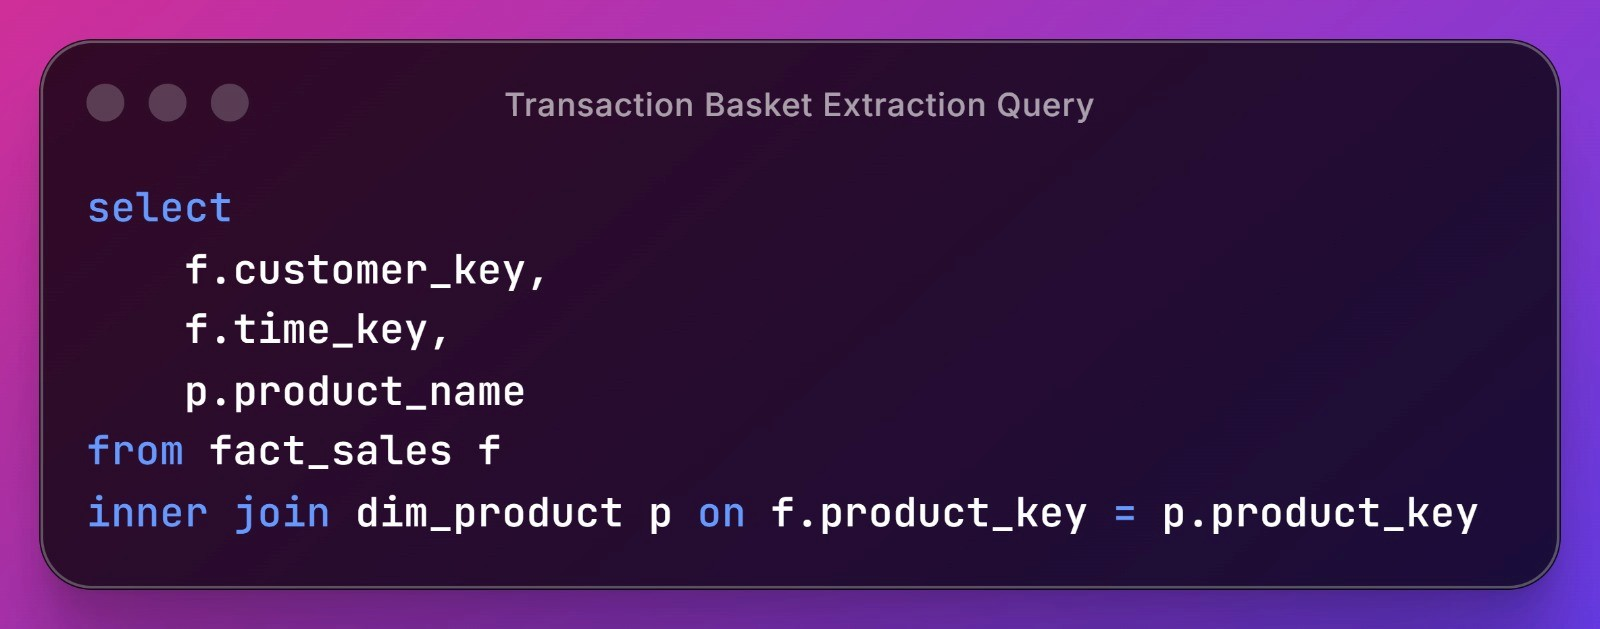 Transaction Basket Extraction Query
select
    f.customer_key,
    f.time_key,
    p.product_name
from fact_sales f
inner join dim_product p on f.product_key = p.product_key